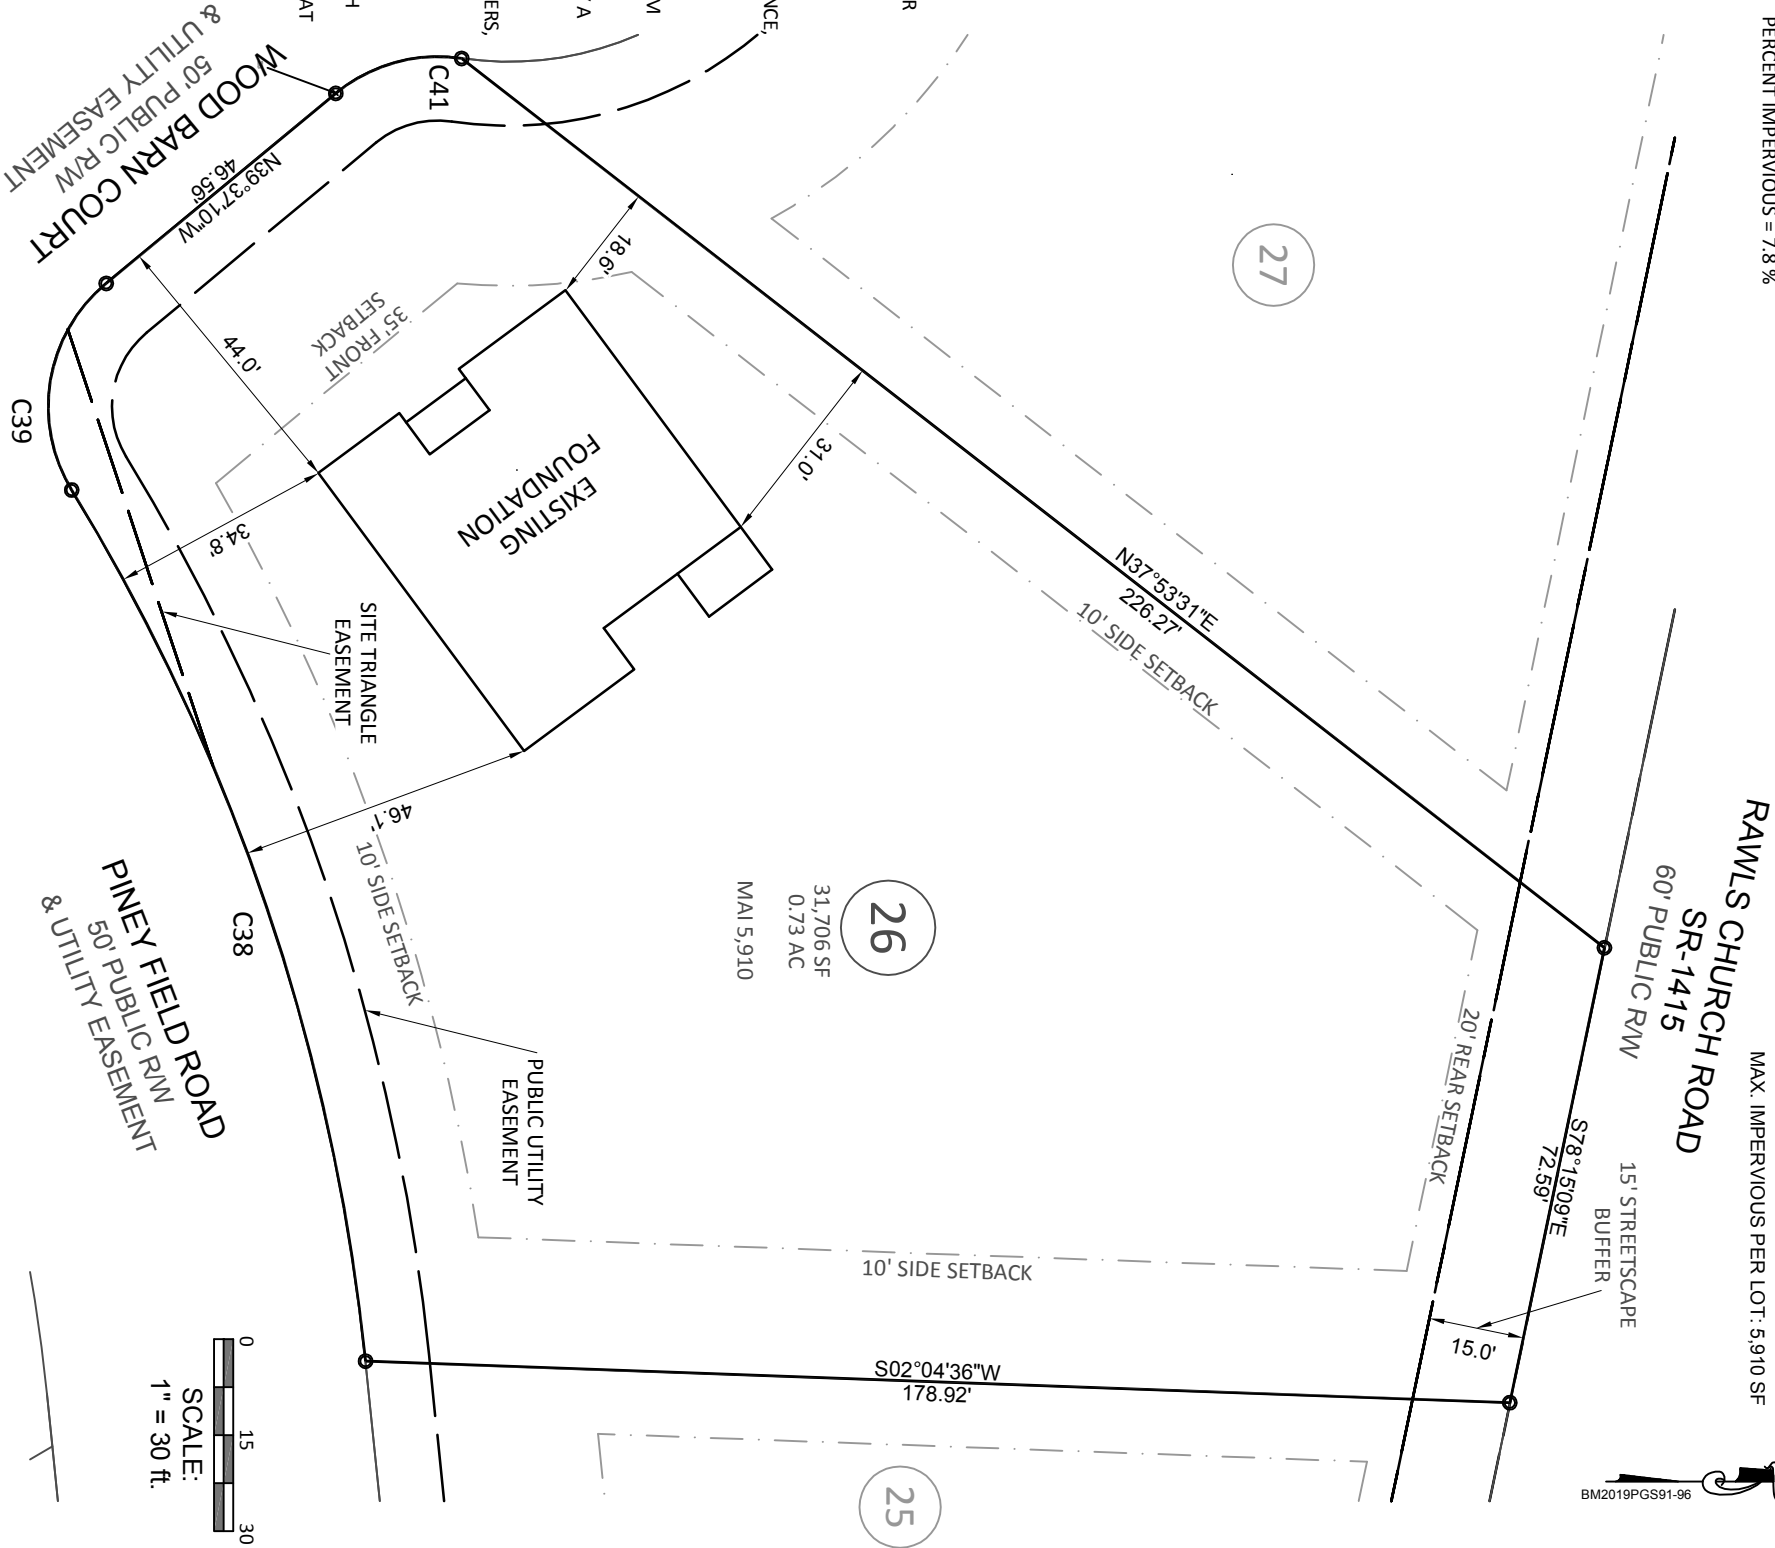 PERCENT IMPERVIOUS = 7.8 %
MAX. IMPERVIOUS PER LOT: 5,910 SF
RAWLS CHURCH ROAD
SR-1415
60' PUBLIC R/W
15' STREETSCAPE
BUFFER
S78°15'09"E
72.59'
15.0'
20' REAR SETBACK
BM2019PGS91-96
27
N37°53'31"E
226.27'
10' SIDE SETBACK
26
31,706 SF
0.73 AC
MAI 5,910
10' SIDE SETBACK
S02°04'36"W
178.92'
25
R
NCE,
M
A
ERS,
H
AT
C41
18.6'
31.0'
EXISTING
FOUNDATION
35' FRONT
SETBACK
44.0'
34.8'
46.1'
WOOD BARN COURT
50' PUBLIC R/W
& UTILITY EASEMENT
N39°37'10"W
46.56'
C39
SITE TRIANGLE
EASEMENT
10' SIDE SETBACK
PUBLIC UTILITY
EASEMENT
C38
PINEY FIELD ROAD
50' PUBLIC R/W
& UTILITY EASEMENT
0 15 30
SCALE:
1" = 30 ft.